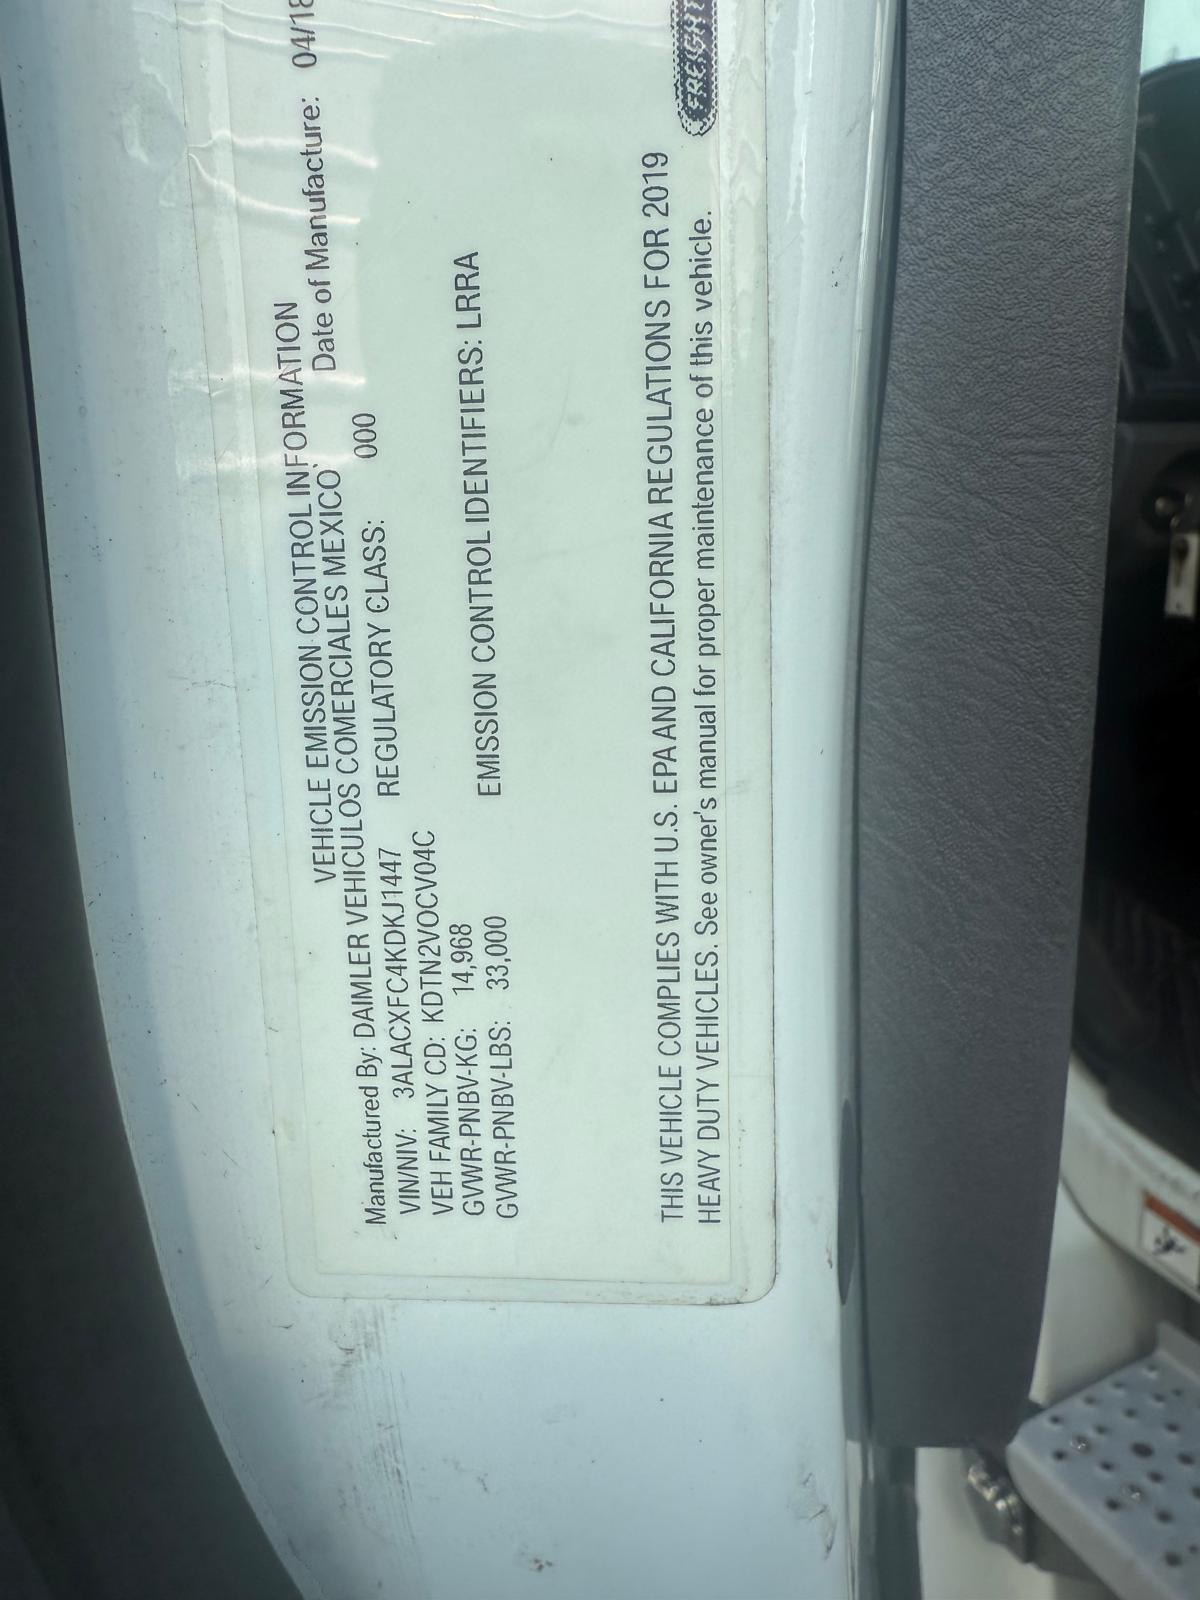 VEHICLE EMISSION CONTROL INFORMATION
Manufactured By: DAIMLER VEHICULOS COMERCIALES MEXICO Date of Manufacture: 04/18
VIN/NIV: 3ALACXFC4KDKJ1447 REGULATORY CLASS: 000
VEH FAMILY CD: KDTN2VOCV04C
GVWR-PNBV-KG: 14,968
GVWR-PNBV-LBS: 33,000 EMISSION CONTROL IDENTIFIERS: LRRA
THIS VEHICLE COMPLIES WITH U.S. EPA AND CALIFORNIA REGULATIONS FOR 2019
HEAVY DUTY VEHICLES. See owner's manual for proper maintenance of this vehicle.